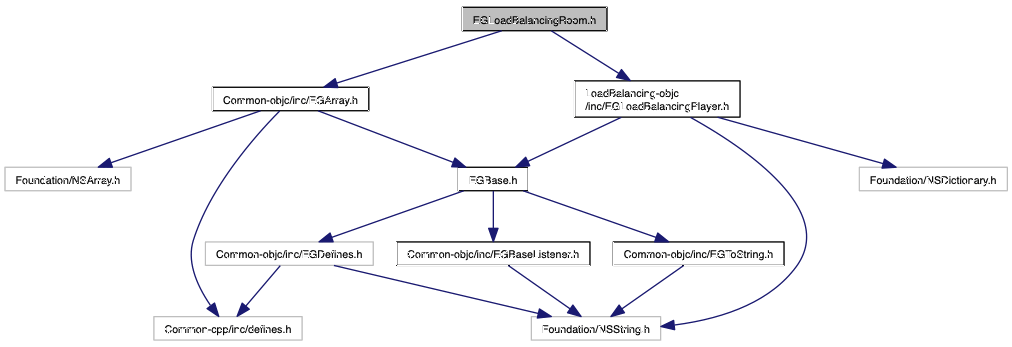 EGLoadBalancingRoom.h
Common-objc/inc/EGArray.h
LoadBalancing-objc
/inc/EGLoadBalancingPlayer.h
Foundation/NSArray.h
EGBase.h
Foundation/NSDictionary.h
Common-objc/inc/EGDefines.h
Common-objc/inc/EGBaseListener.h
Common-objc/inc/EGToString.h
Common-cpp/inc/defines.h
Foundation/NSString.h